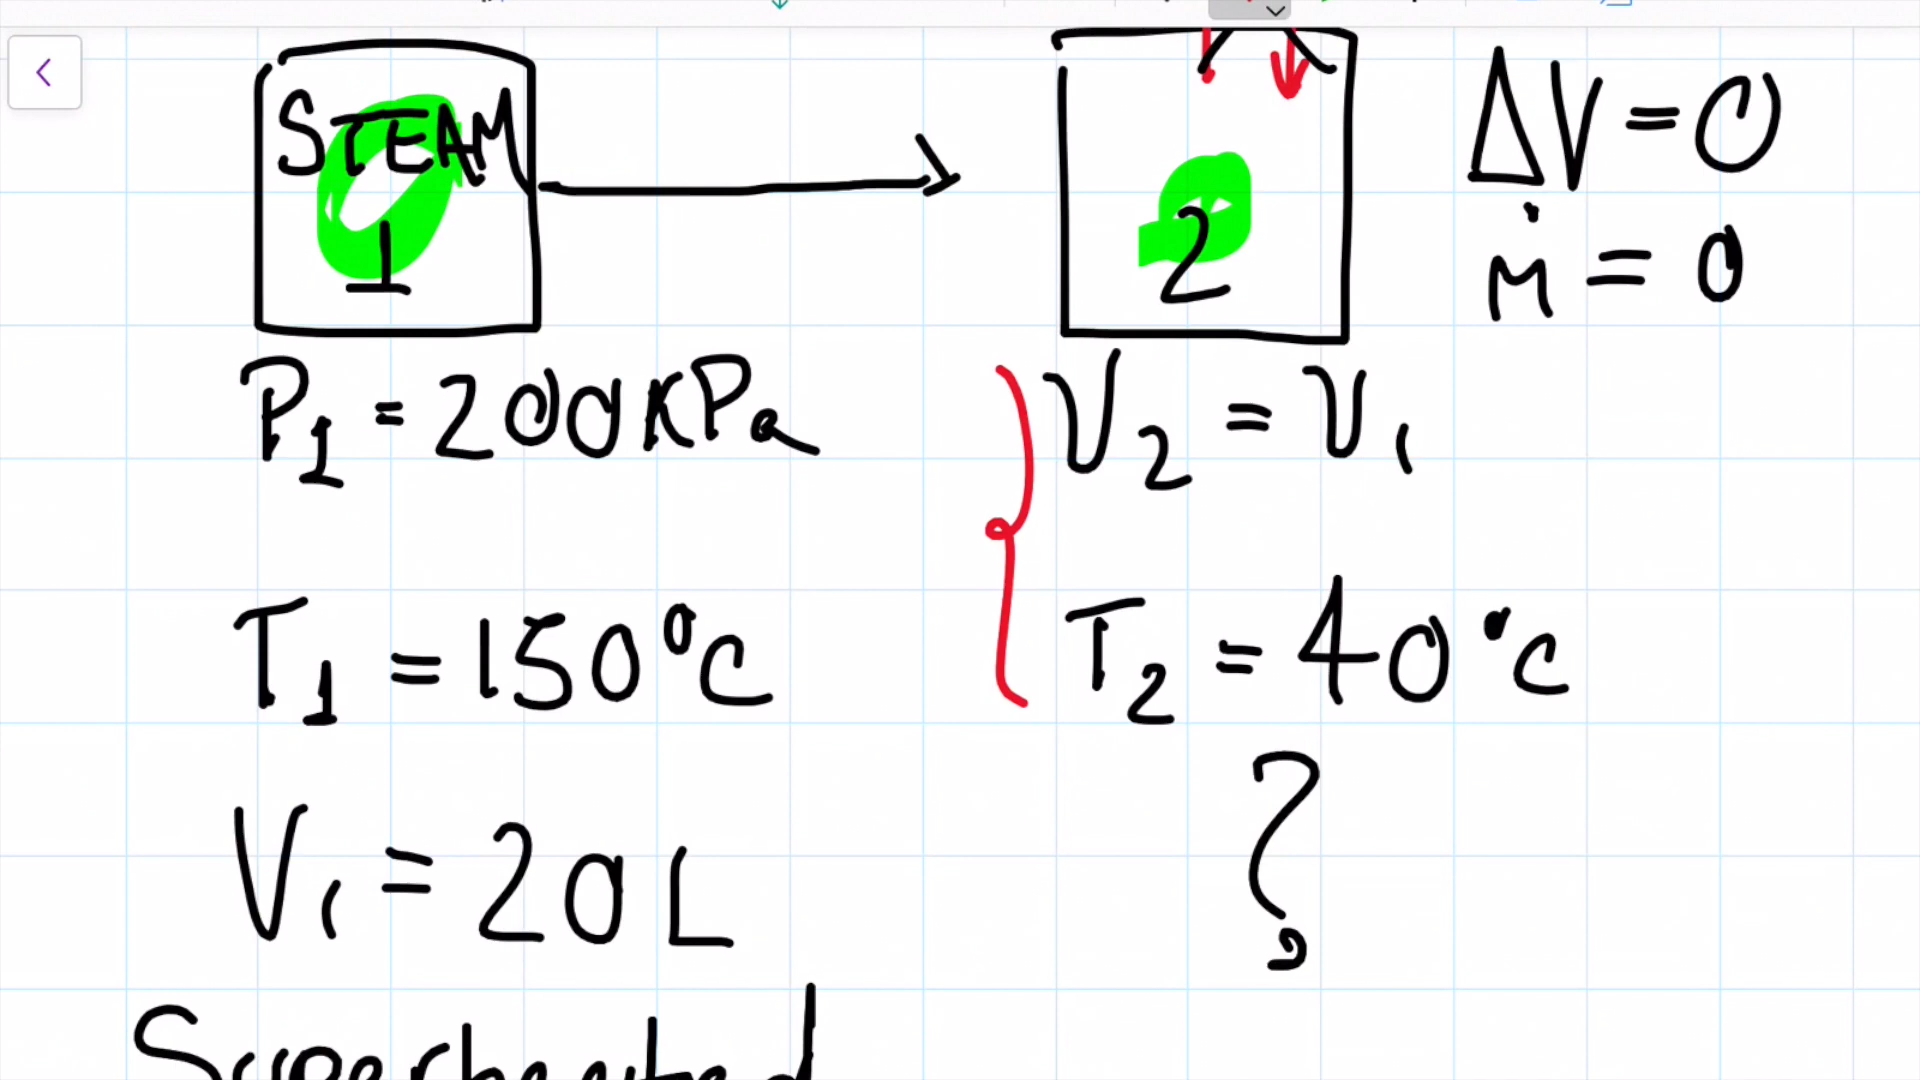 STEAM
1
2
ΔV = 0
ṁ = 0
P1 = 200 KPa
V2 = V1
T1 = 150°C
T2 = 40°C
V1 = 20 L
?
Superheated